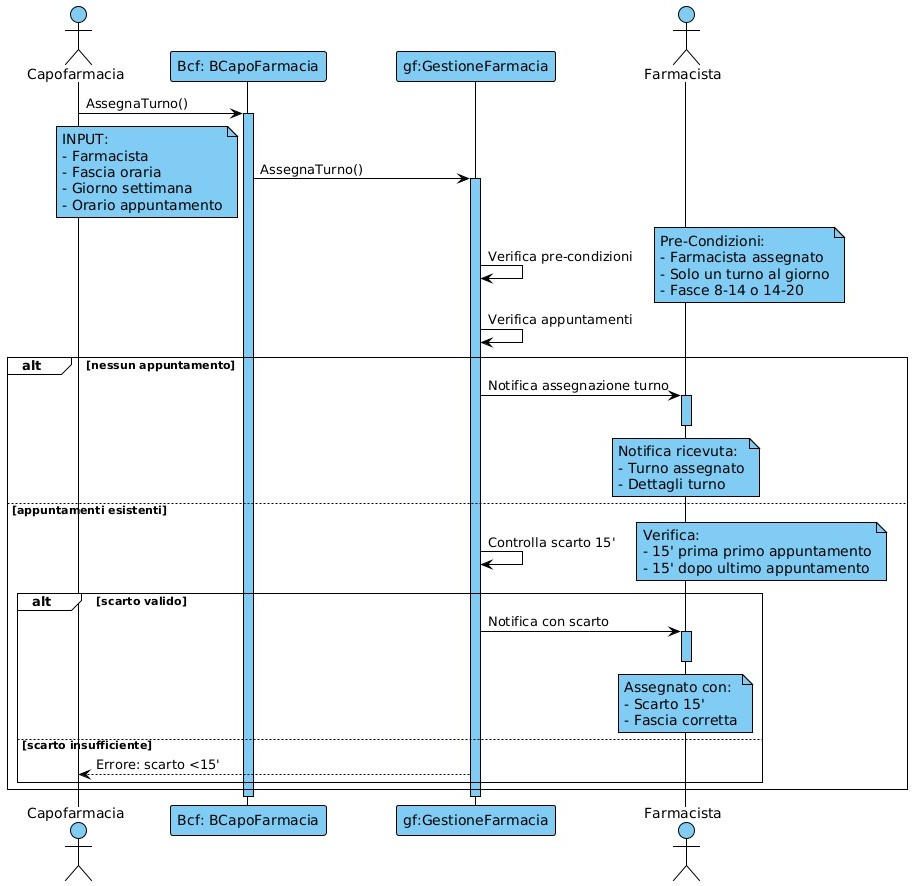 Capofarmacia
Bcf: BCapoFarmacia
gf:GestioneFarmacia
Farmacista
AssegnaTurno()
INPUT:
- Farmacista
- Fascia oraria
- Giorno settimana
- Orario appuntamento
AssegnaTurno()
Pre-Condizioni:
- Farmacista assegnato
- Solo un turno al giorno
- Fasce 8-14 o 14-20
Verifica pre-condizioni
Verifica appuntamenti
alt
[nessun appuntamento]
Notifica assegnazione turno
Notifica ricevuta:
- Turno assegnato
- Dettagli turno
[appuntamenti esistenti]
Controlla scarto 15'
Verifica:
- 15' prima primo appuntamento
- 15' dopo ultimo appuntamento
alt
[scarto valido]
Notifica con scarto
Assegnato con:
- Scarto 15'
- Fascia corretta
[scarto insufficiente]
Errore: scarto <15'
Capofarmacia
Bcf: BCapoFarmacia
gf:GestioneFarmacia
Farmacista